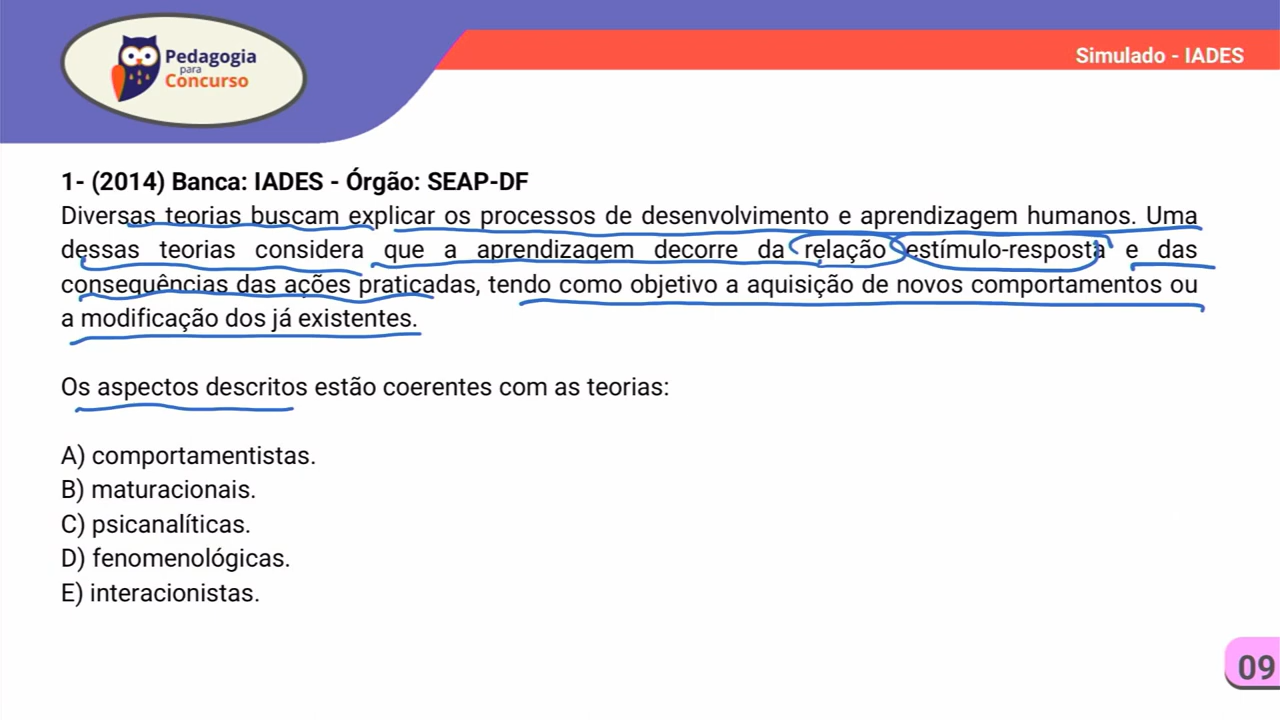 Pedagogia
para
Concurso
Simulado - IADES
1- (2014) Banca: IADES - Órgão: SEAP-DF
Diversas teorias buscam explicar os processos de desenvolvimento e aprendizagem humanos. Uma
dessas teorias considera que a aprendizagem decorre da relação estímulo-resposta e das
consequências das ações praticadas, tendo como objetivo a aquisição de novos comportamentos ou
a modificação dos já existentes.
Os aspectos descritos estão coerentes com as teorias:
A) comportamentistas.
B) maturacionais.
C) psicanalíticas.
D) fenomenológicas.
E) interacionistas.
09